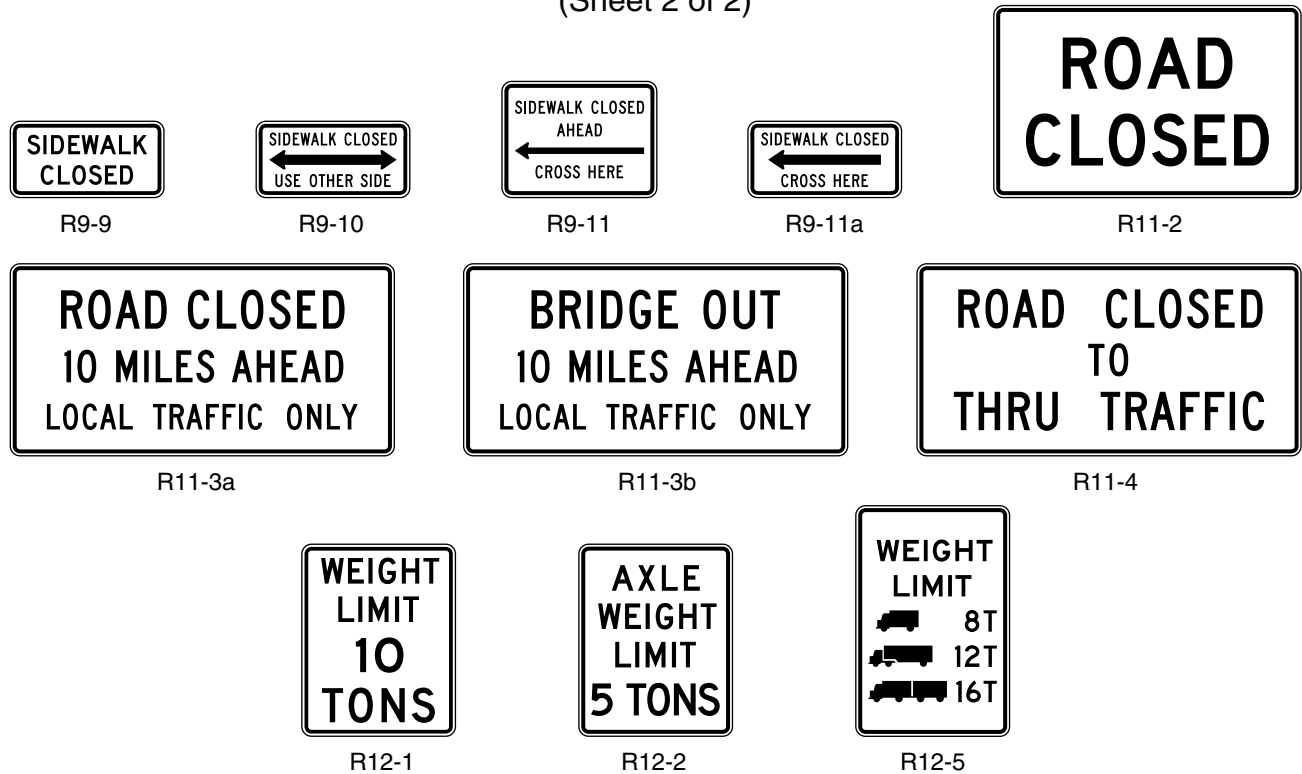 (Sheet 2 of 2)
SIDEWALK
CLOSED
R9-9
SIDEWALK CLOSED
USE OTHER SIDE
R9-10
SIDEWALK CLOSED
AHEAD
CROSS HERE
R9-11
SIDEWALK CLOSED
CROSS HERE
R9-11a
ROAD
CLOSED
R11-2
ROAD CLOSED
10 MILES AHEAD
LOCAL TRAFFIC ONLY
R11-3a
BRIDGE OUT
10 MILES AHEAD
LOCAL TRAFFIC ONLY
R11-3b
ROAD CLOSED
TO
THRU TRAFFIC
R11-4
WEIGHT
LIMIT
10
TONS
R12-1
AXLE
WEIGHT
LIMIT
5 TONS
R12-2
WEIGHT
LIMIT
8T
12T
16T
R12-5